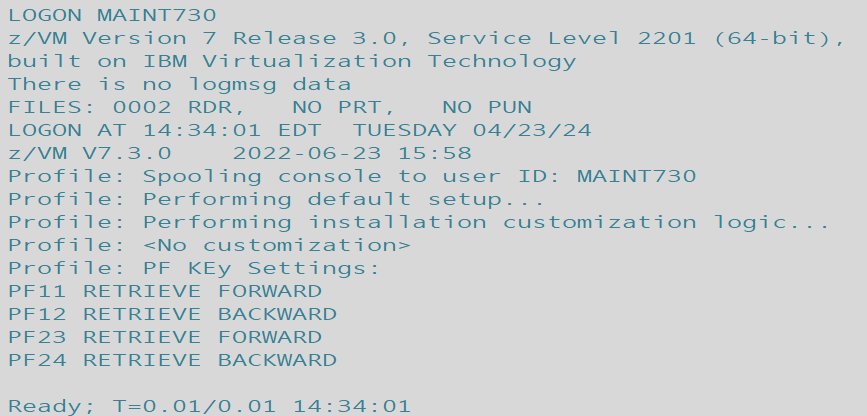 LOGON MAINT730
z/VM Version 7 Release 3.0, Service Level 2201 (64-bit),
built on IBM Virtualization Technology
There is no logmsg data
FILES: 0002 RDR,   NO PRT,   NO PUN
LOGON AT 14:34:01 EDT  TUESDAY 04/23/24
z/VM V7.3.0    2022-06-23 15:58
Profile: Spooling console to user ID: MAINT730
Profile: Performing default setup...
Profile: Performing installation customization logic...
Profile: <No customization>
Profile: PF KEy Settings:
PF11 RETRIEVE FORWARD
PF12 RETRIEVE BACKWARD
PF23 RETRIEVE FORWARD
PF24 RETRIEVE BACKWARD
Ready; T=0.01/0.01 14:34:01